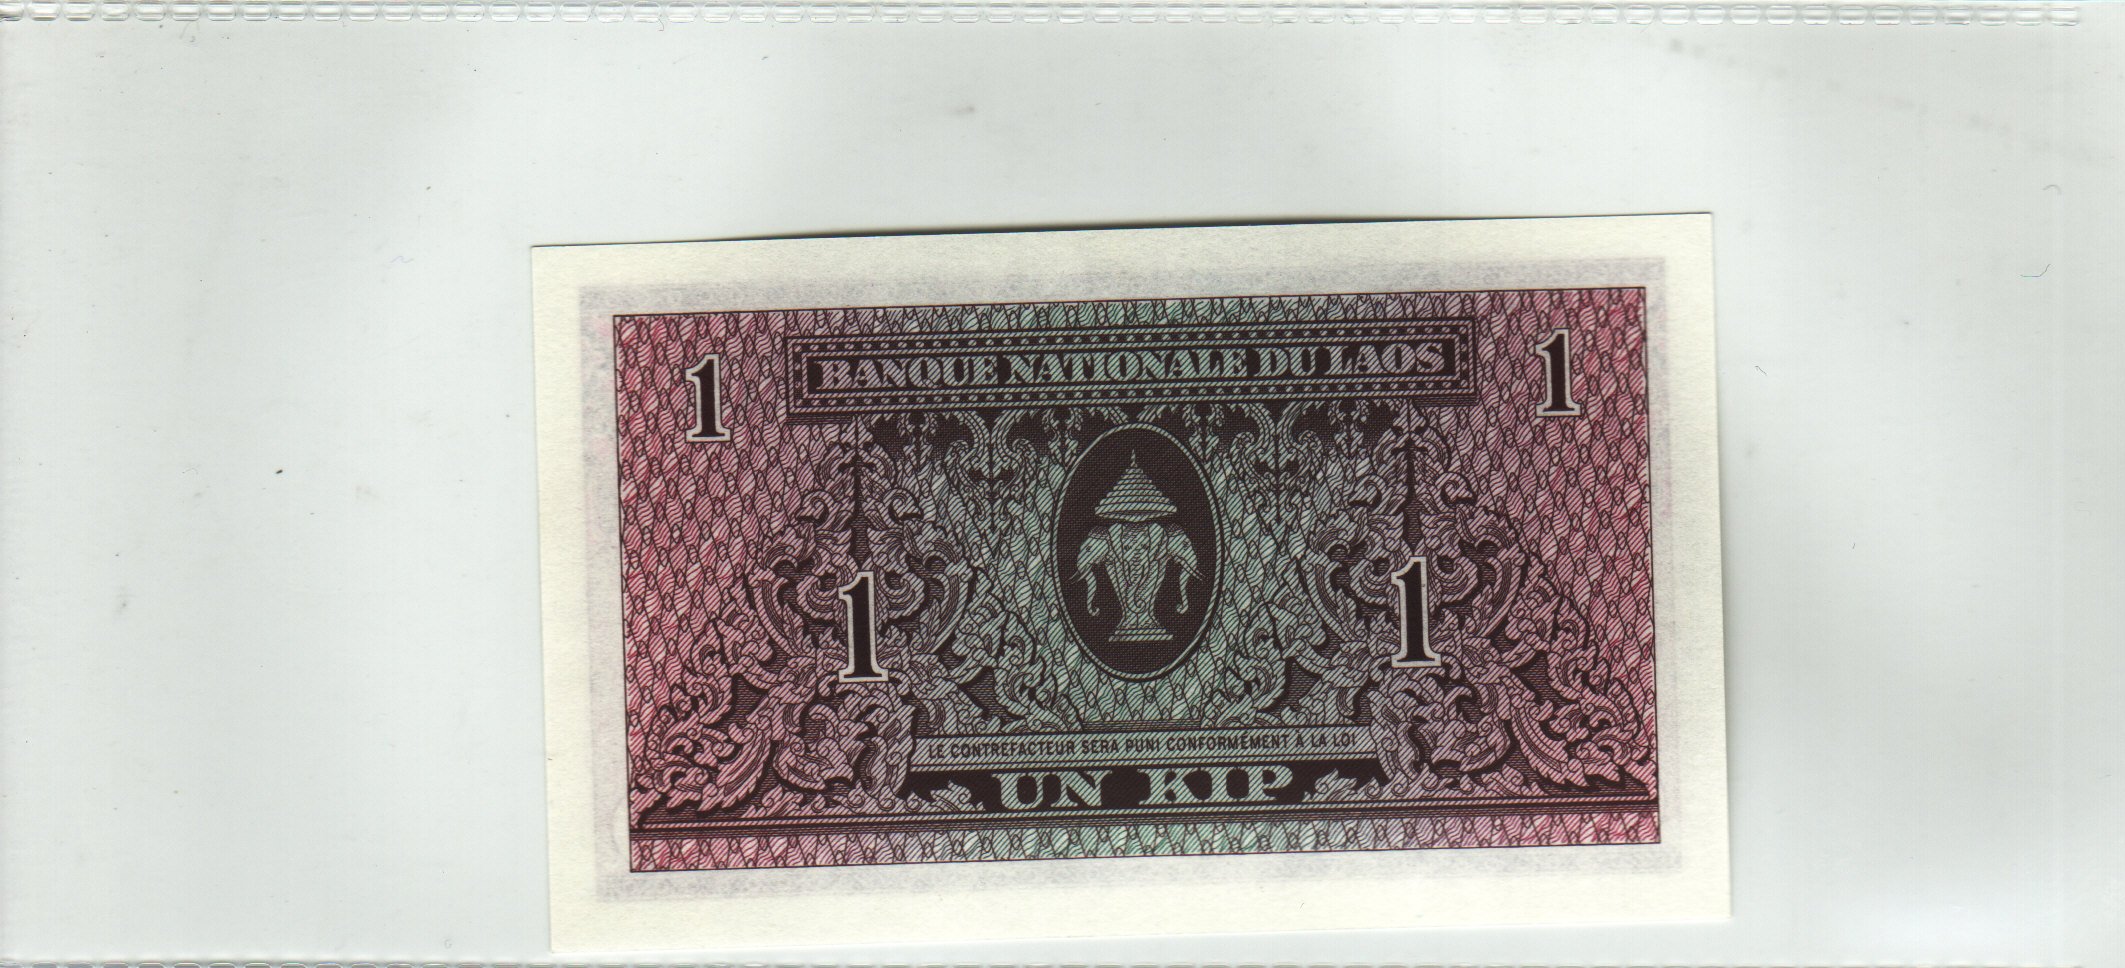 BANQUE NATIONALE DU LAOS
1 1
1 1
LE CONTREFACTEUR SERA PUNI CONFORMÉMENT À LA LOI
UN KIP